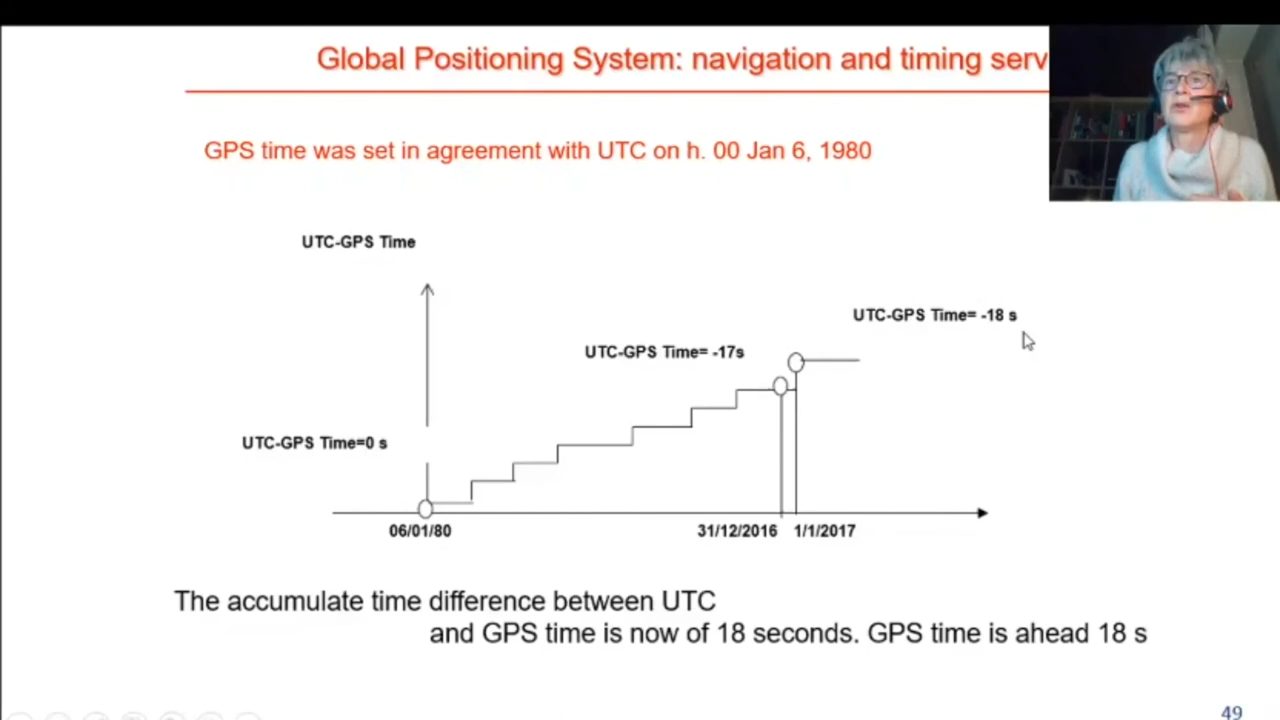 Global Positioning System: navigation and timing serv
GPS time was set in agreement with UTC on h. 00 Jan 6, 1980
UTC-GPS Time
UTC-GPS Time= -18 s
UTC-GPS Time= -17s
UTC-GPS Time=0 s
06/01/80
31/12/2016
1/1/2017
The accumulate time difference between UTC
and GPS time is now of 18 seconds. GPS time is ahead 18 s
49